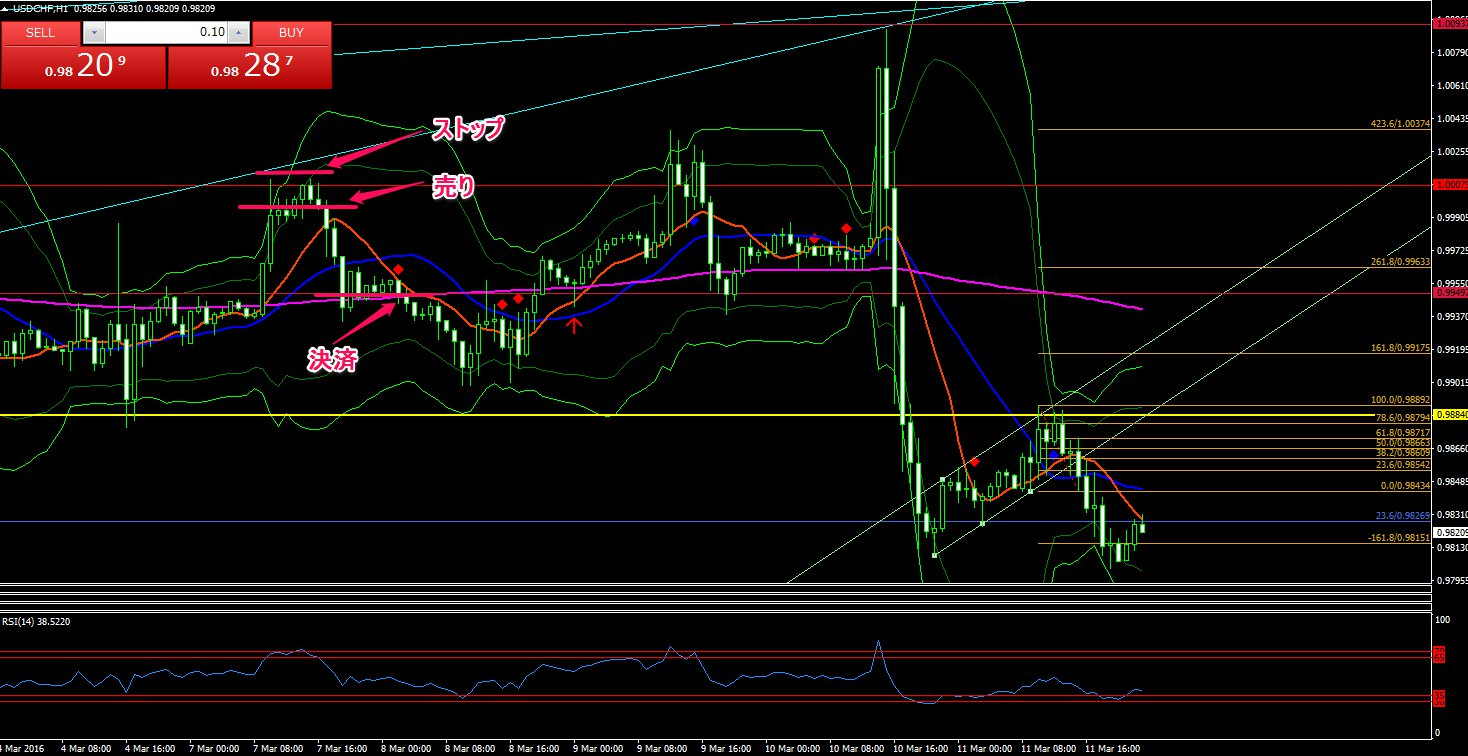 USDCHF,H1 0.98256 0.98310 0.98209 0.98209
SELL
0.10
BUY
0.98 20 9
0.98 28 7
ストップ
売り
決済
1.00790
1.00610
1.00435
423.6/1.00374
1.00255
1.00075
0.99905
0.99725
261.8/0.99633
0.99550
0.99370
0.99195
161.8/0.99175
0.99015
100.0/0.98892
0.98840
78.6/0.98794
61.8/0.98717
50.0/0.98663
0.98660
38.2/0.98609
23.6/0.98542
0.98485
0.0/0.98434
0.98310
23.6/0.98269
0.98209
0.98130
-161.8/0.98151
0.97955
RSI(14) 38.5220
100
0
4 Mar 2016
4 Mar 08:00
4 Mar 16:00
7 Mar 00:00
7 Mar 08:00
7 Mar 16:00
8 Mar 00:00
8 Mar 08:00
8 Mar 16:00
9 Mar 00:00
9 Mar 08:00
9 Mar 16:00
10 Mar 00:00
10 Mar 08:00
10 Mar 16:00
11 Mar 00:00
11 Mar 08:00
11 Mar 16:00